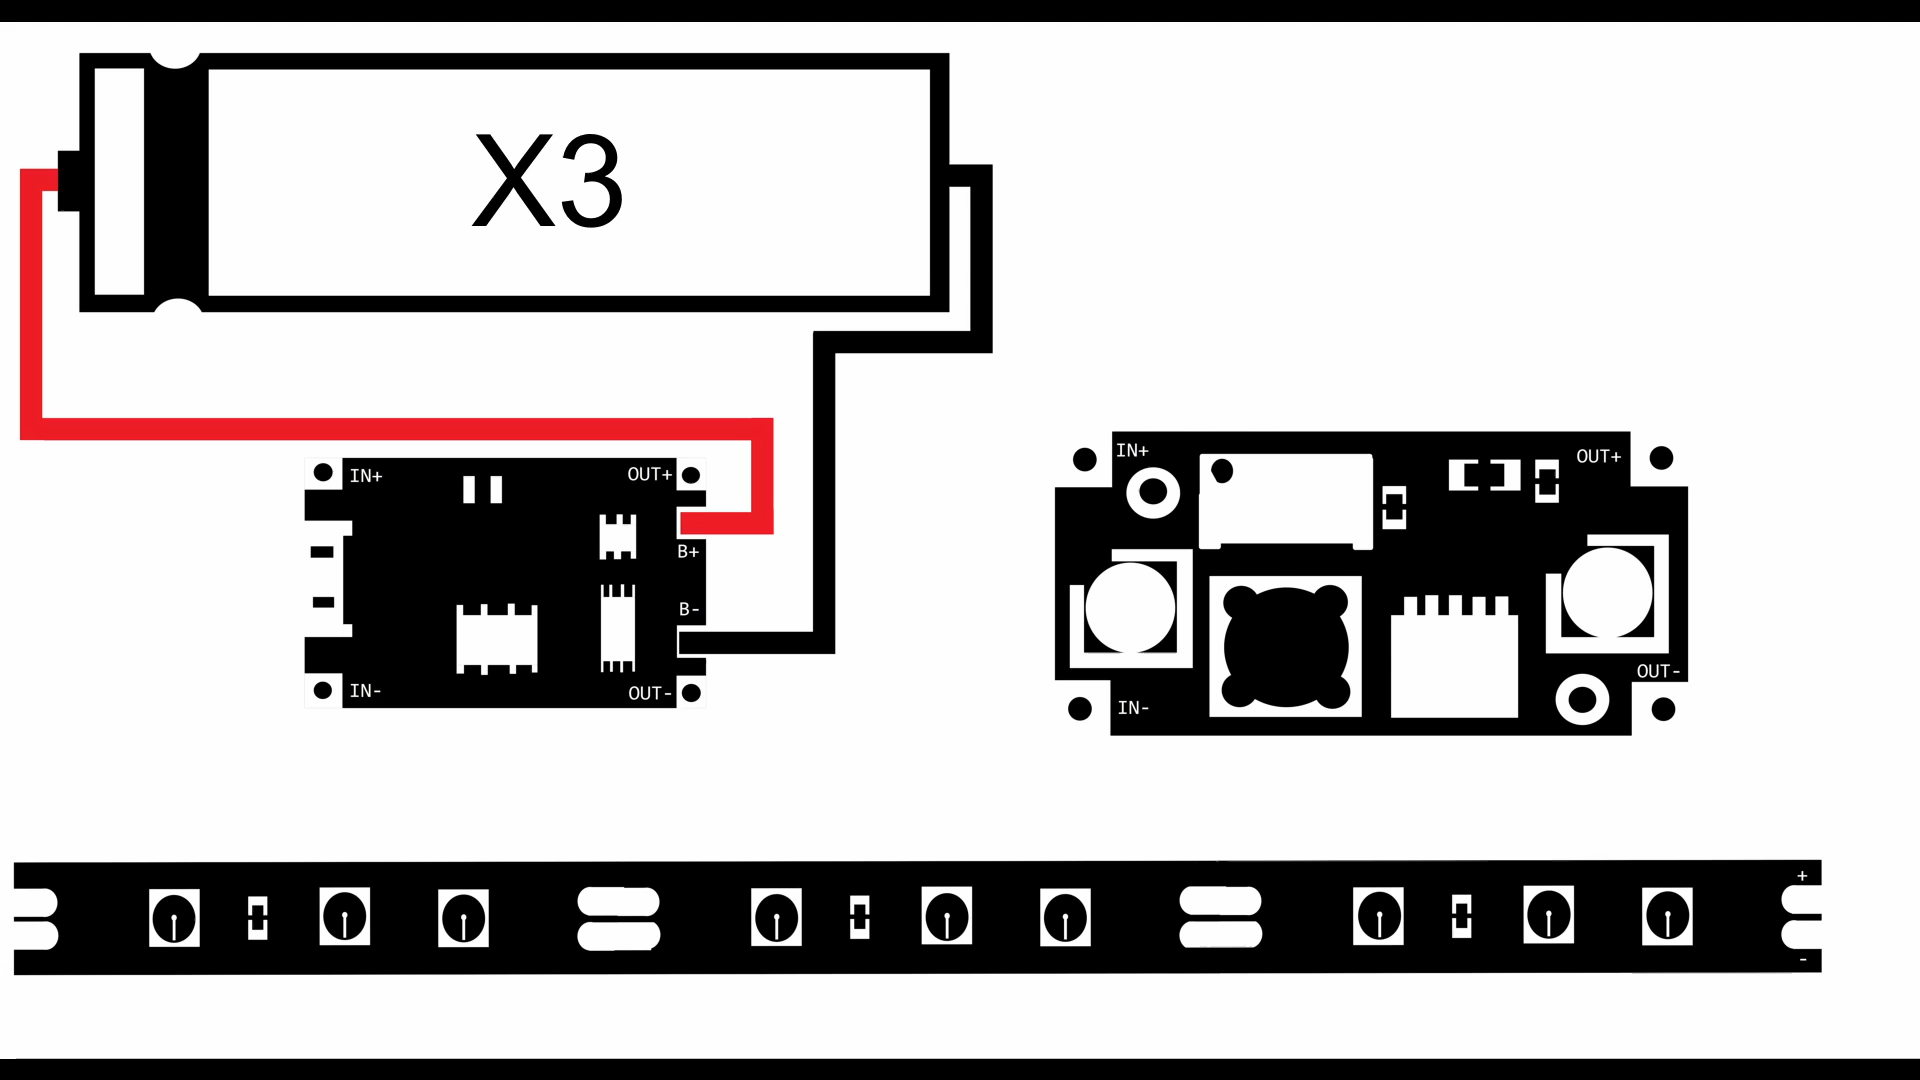 X3
IN+
OUT+
B+
B-
IN-
OUT-
IN+
OUT+
OUT-
IN-
+
-